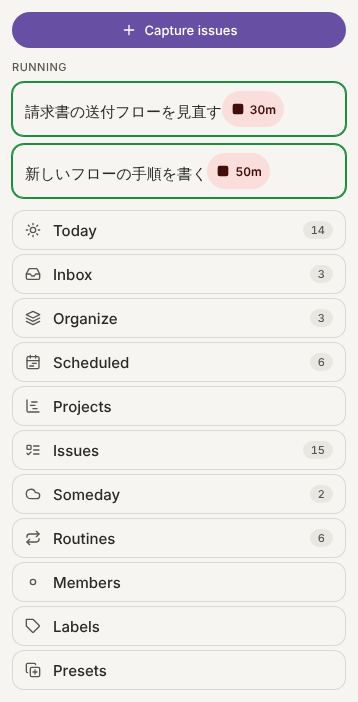 Capture issues
RUNNING
請求書の送付フローを見直す 30m
新しいフローの手順を書く 50m
Today 14
Inbox 3
Organize 3
Scheduled 6
Projects
Issues 15
Someday 2
Routines 6
Members
Labels
Presets